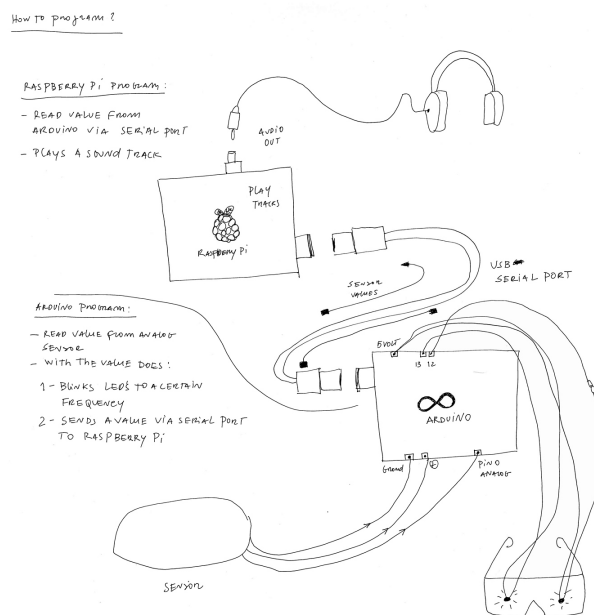 HOW TO PROGRAM?
RASPBERRY Pi PROGRAM:
- READ VALUE FROM
ARDUINO VIA SERIAL PORT
- PLAYS A SOUND TRACK
AUDIO
OUT
PLAY
TRACKS
RASPBERRY Pi
SENSOR
VALUES
USB
SERIAL PORT
ARDUINO PROGRAM:
- READ VALUE FROM ANALOG
SENSOR
- WITH THE VALUE DOES:
1- BLINKS LEDS TO A CERTAIN
FREQUENCY
2- SENDS A VALUE VIA SERIAL PORT
TO RASPBERRY Pi
5VOLT
13 12
ARDUINO
Ground
PIN 0
ANALOG
SENSOR